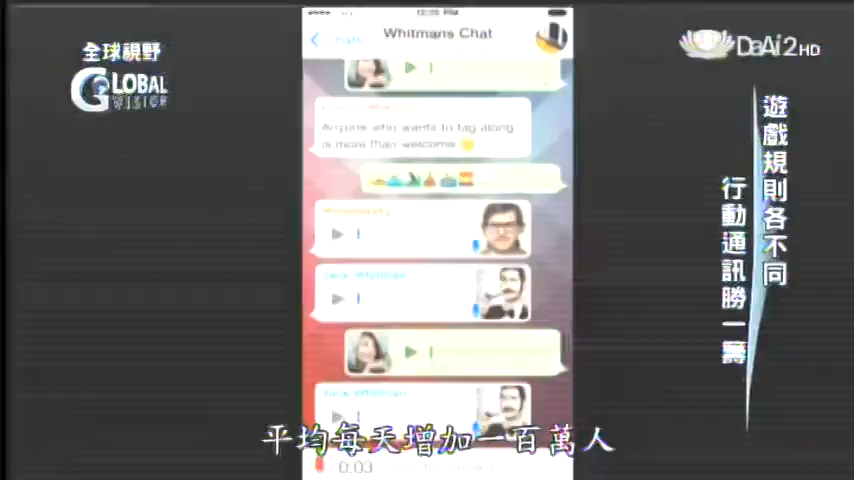 全球視野
GLOBAL
VISION
DaAi 2 HD
遊戲規則各不同
行動通訊勝一籌
Whitmans Chat
Chats
Anyone who wants to tag along
is more than welcome
Jack Whitman
Jack Whitman
平均每天增加一百萬人
0:03